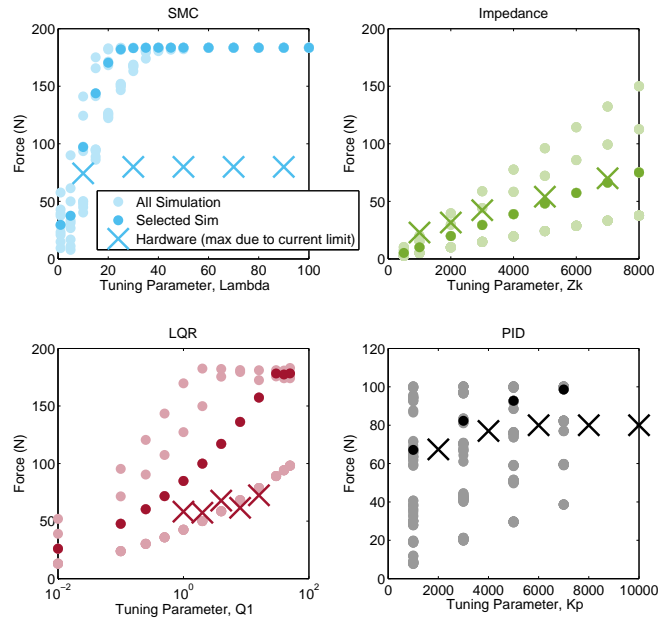 SMC
200
150
100
50
0
Force (N)
0 20 40 60 80 100
Tuning Parameter, Lambda
All Simulation
Selected Sim
Hardware (max due to current limit)
Impedance
200
150
100
50
0
Force (N)
0 2000 4000 6000 8000
Tuning Parameter, Zk
LQR
200
150
100
50
0
Force (N)
10⁻² 10⁰ 10²
Tuning Parameter, Q1
PID
120
100
80
60
40
20
0
Force (N)
2000 4000 6000 8000 10000
Tuning Parameter, Kp